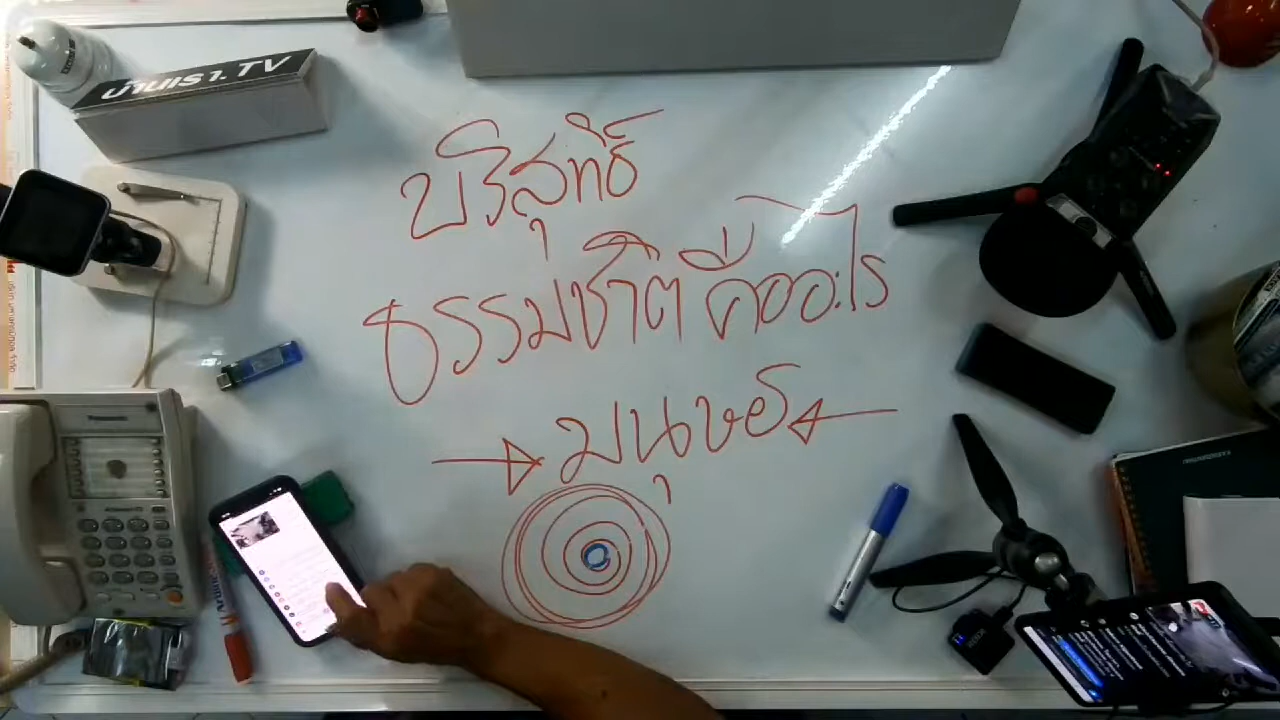 บ้านเรา.TV
บริสุทธิ์
ธรรมชาติคืออะไร
มนุษย์
Panasonic